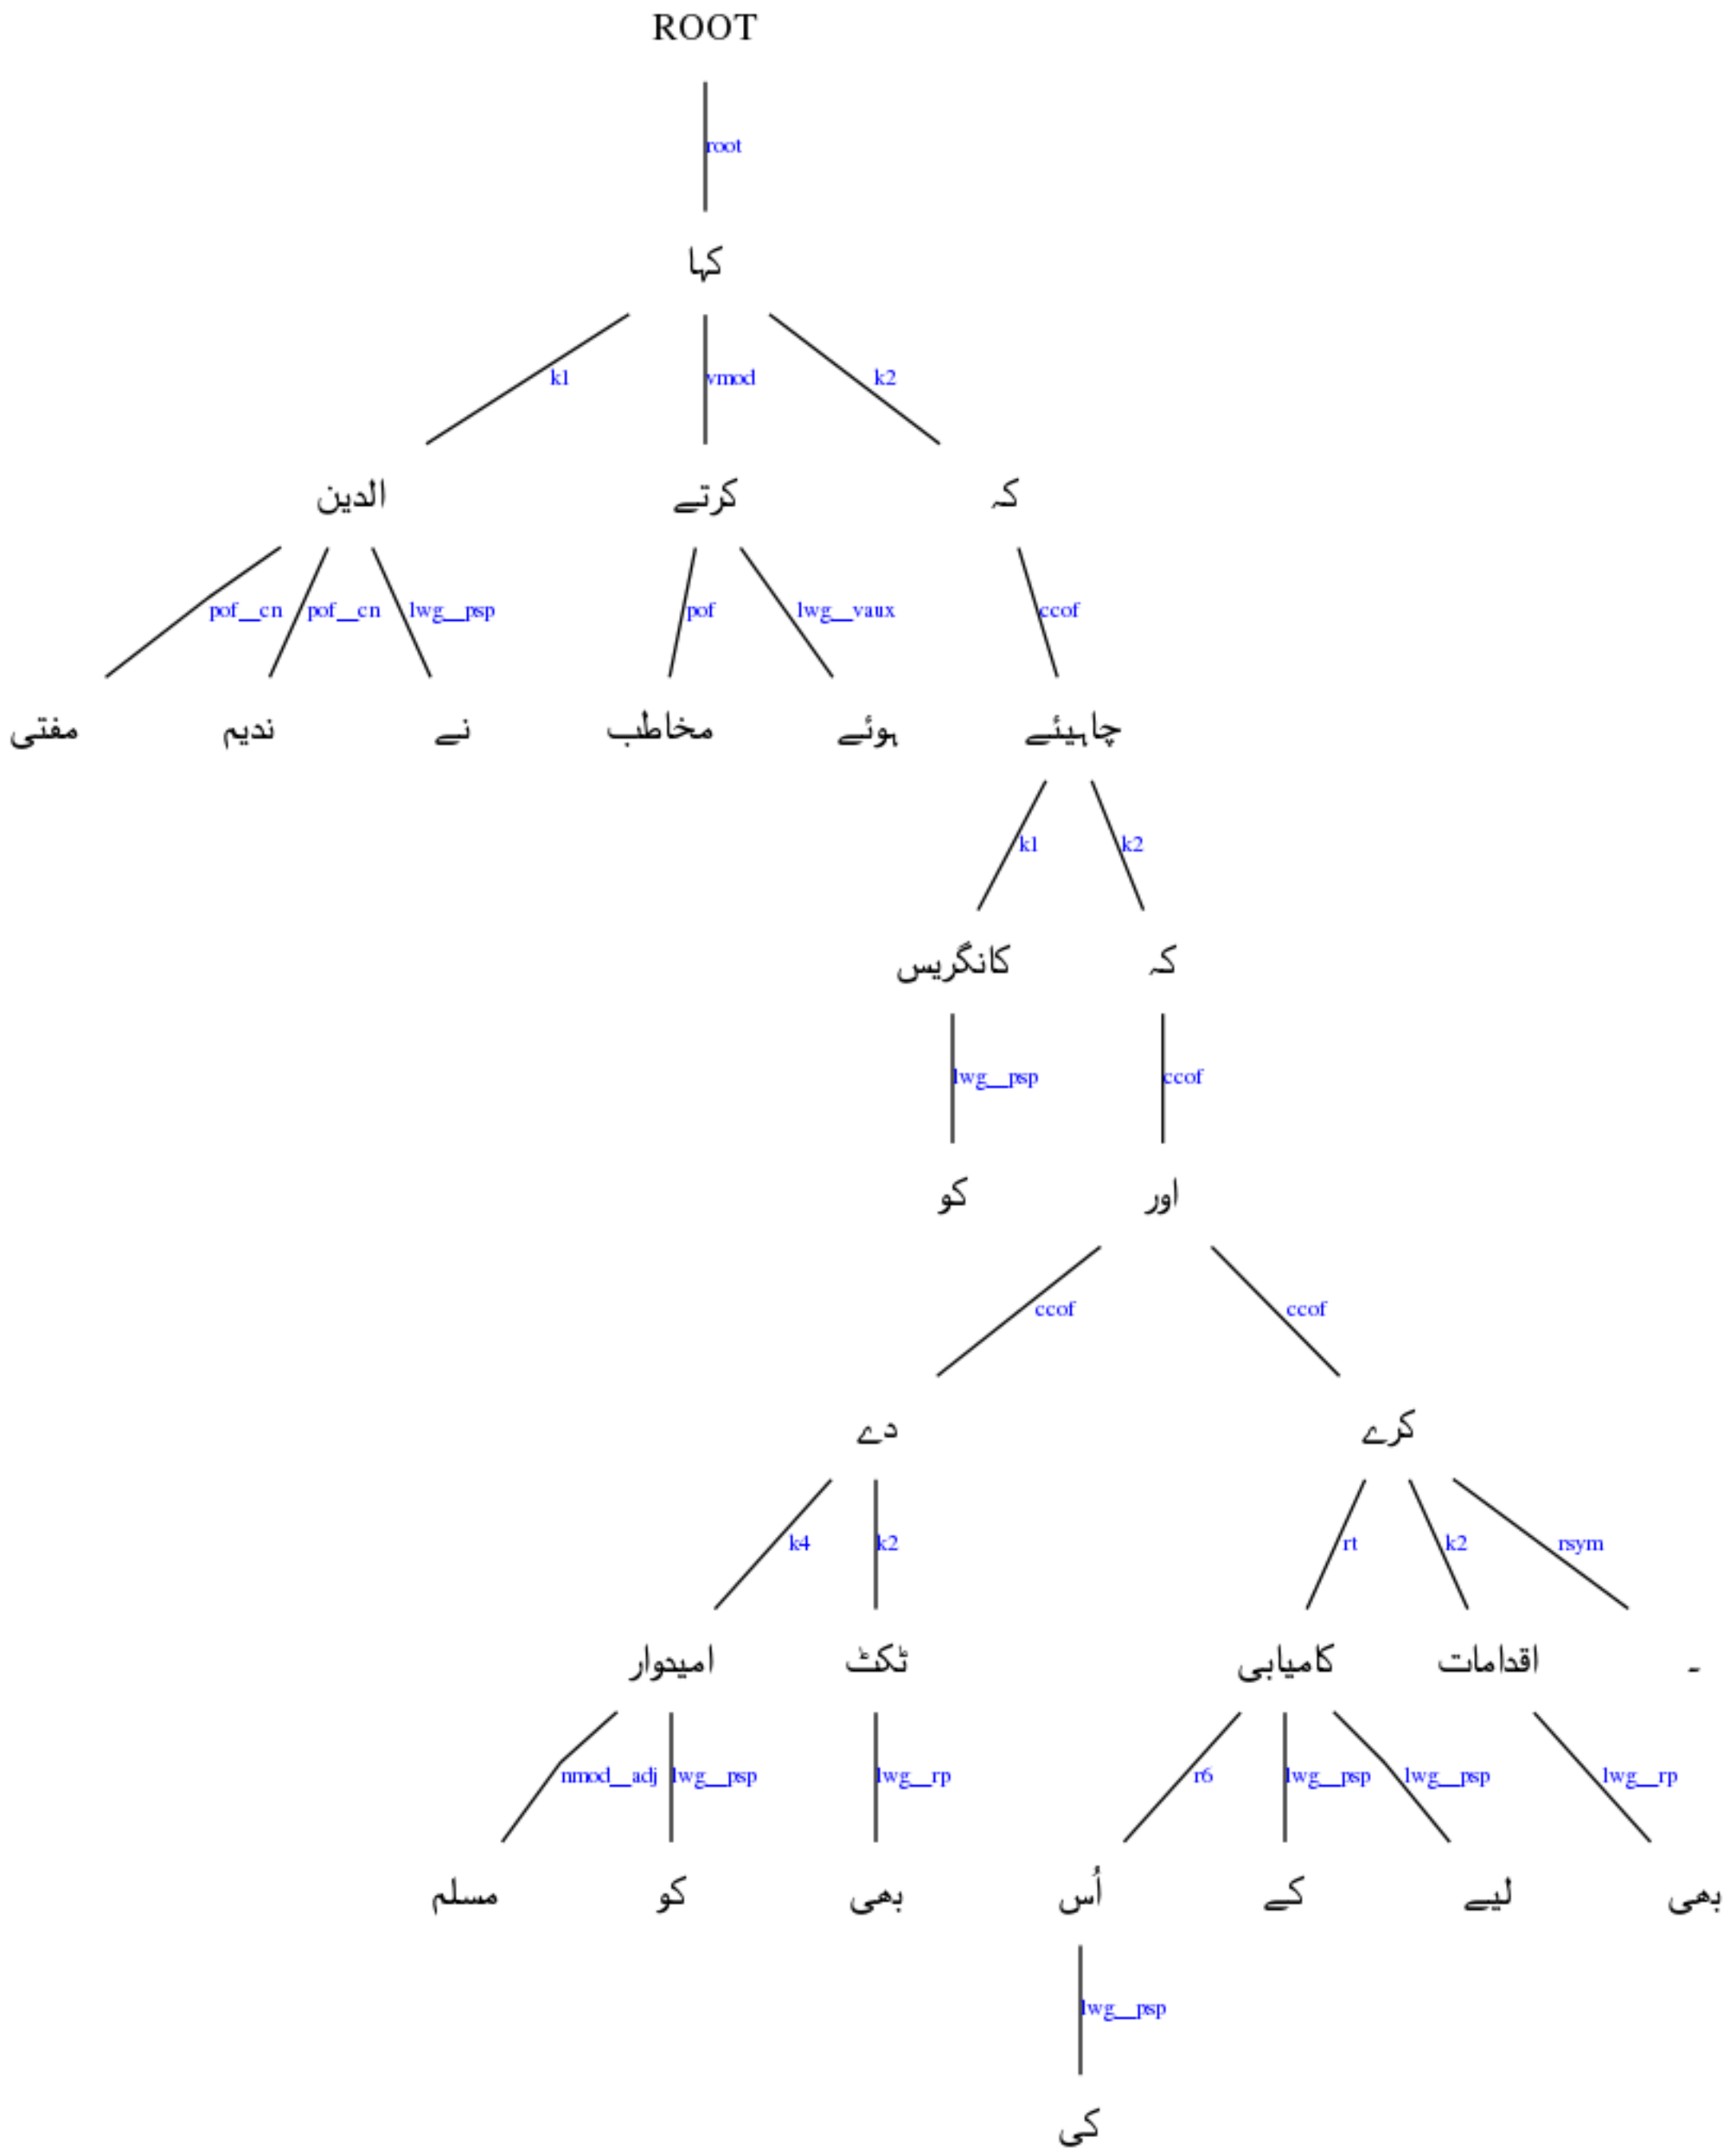 ROOT
root
کہا
k1 vmod k2
الدین کرتے کہ
pof__cn pof__cn lwg__psp pof lwg__vaux ccof
مفتی ندیم نے مخاطب ہوئے چاہیئے
k1 k2
کانگریس کہ
lwg__psp ccof
کو اور
ccof ccof
دے کرے
k4 k2 rt k2 rsym
امیدوار ٹکٹ کامیابی اقدامات ۔
nmod__adj lwg__psp lwg__rp r6 lwg__psp lwg__psp lwg__rp
مسلم کو بھی اُس کے لیے بھی
lwg__psp
کی